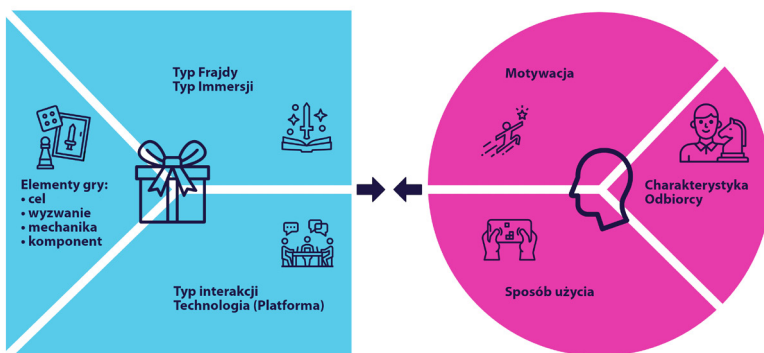 Typ Frajdy
Typ Immersji
Elementy gry:
• cel
• wyzwanie
• mechanika
• komponent
Typ interakcji
Technologia (Platforma)
Motywacja
Charakterystyka
Odbiorcy
Sposób użycia